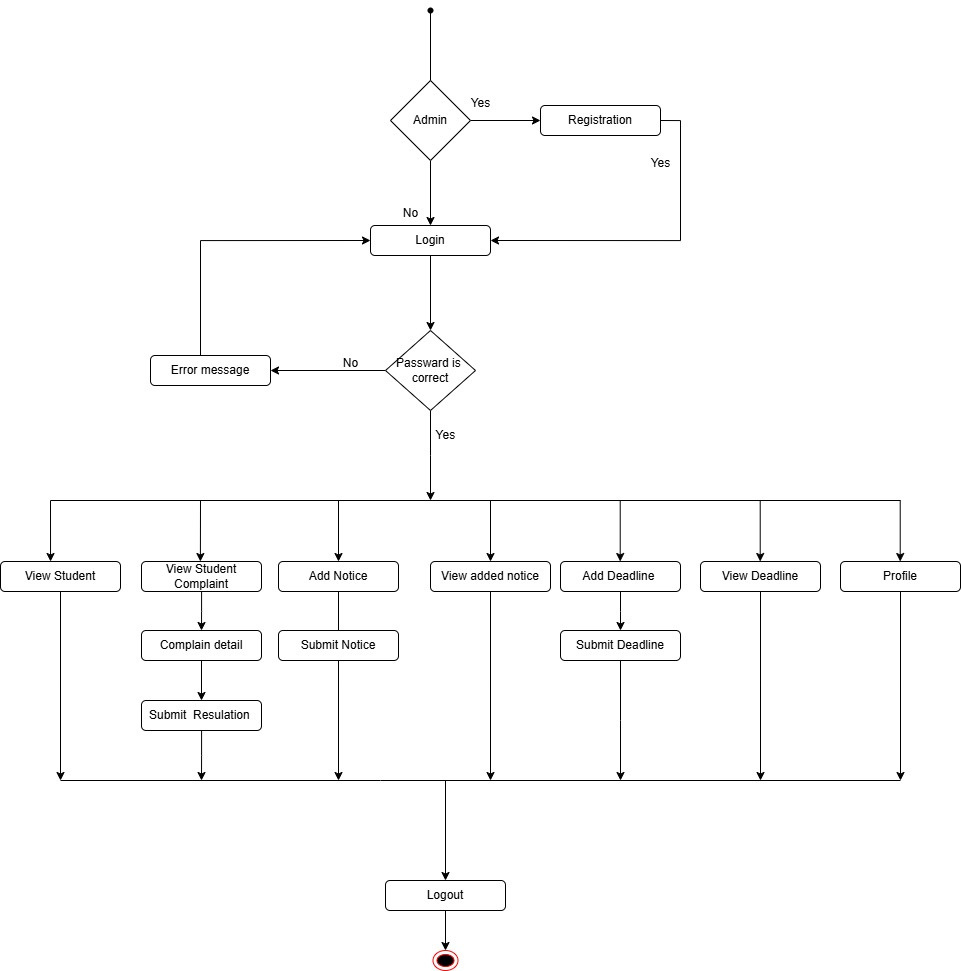 Yes
Admin
Registration
Yes
No
Login
No
Passward is
correct
Error message
Yes
View Student
View Student
Complaint
Add Notice
View added notice
Add Deadline
View Deadline
Profile
Complain detail
Submit Notice
Submit Deadline
Submit  Resulation
Logout